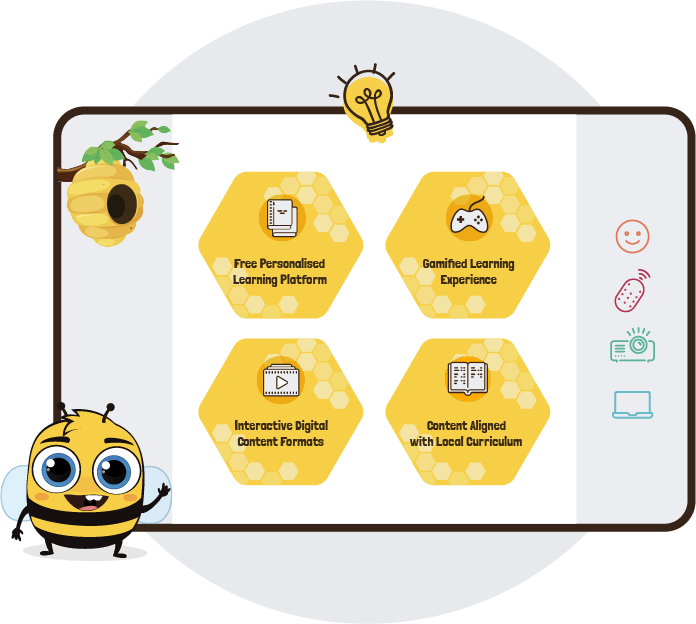 Free Personalised
Learning Platform
Gamified Learning
Experience
Interactive Digital
Content Formats
Content Aligned
with Local Curriculum